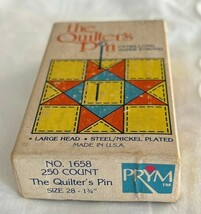 The
Quilter's
Pin
• LARGE HEAD • STEEL/NICKEL PLATED
MADE IN U.S.A.
NO. 1658
250 COUNT
The Quilter's Pin
SIZE 28 - 1¾"
PRYM
TM